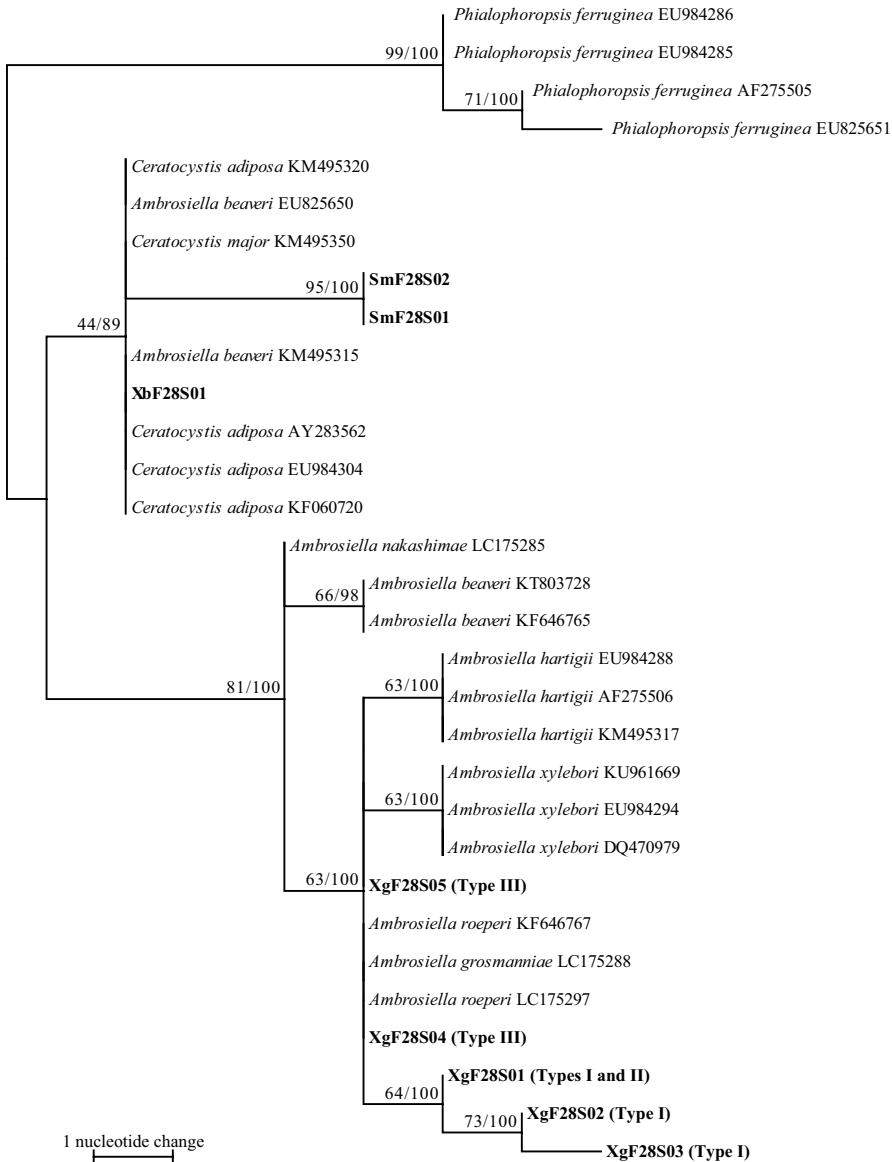 Phialophoropsis ferruginea EU984286
Phialophoropsis ferruginea EU984285
99/100
Phialophoropsis ferruginea AF275505
71/100
Phialophoropsis ferruginea EU825651
Ceratocystis adiposa KM495320
Ambrosiella beaveri EU825650
Ceratocystis major KM495350
SmF28S02
95/100
SmF28S01
44/89
Ambrosiella beaveri KM495315
XbF28S01
Ceratocystis adiposa AY283562
Ceratocystis adiposa EU984304
Ceratocystis adiposa KF060720
Ambrosiella nakashimae LC175285
Ambrosiella beaveri KT803728
66/98
Ambrosiella beaveri KF646765
Ambrosiella hartigii EU984288
81/100
63/100
Ambrosiella hartigii AF275506
Ambrosiella hartigii KM495317
Ambrosiella xylebori KU961669
63/100
Ambrosiella xylebori EU984294
Ambrosiella xylebori DQ470979
63/100
XgF28S05 (Type III)
Ambrosiella roeperi KF646767
Ambrosiella grosmanniae LC175288
Ambrosiella roeperi LC175297
XgF28S04 (Type III)
XgF28S01 (Types I and II)
64/100
XgF28S02 (Type I)
73/100
XgF28S03 (Type I)
1 nucleotide change